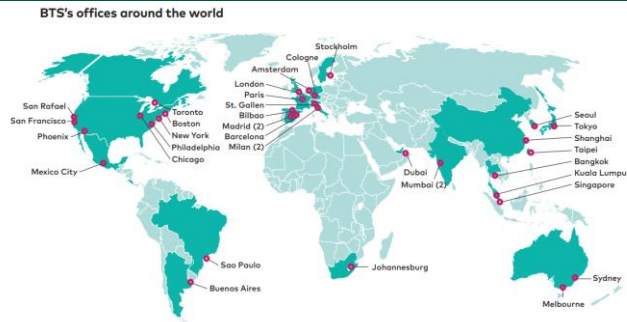 BTS's offices around the world
Stockholm
Cologne
Amsterdam
London
Paris
St. Gallen
Bilbao
Madrid (2)
Barcelona
Milan (2)
San Rafael
San Francisco
Phoenix
Mexico City
Toronto
Boston
New York
Philadelphia
Chicago
Sao Paulo
Buenos Aires
Johannesburg
Dubai
Mumbai (2)
Seoul
Tokyo
Shanghai
Taipei
Bangkok
Kuala Lumpu
Singapore
Sydney
Melbourne